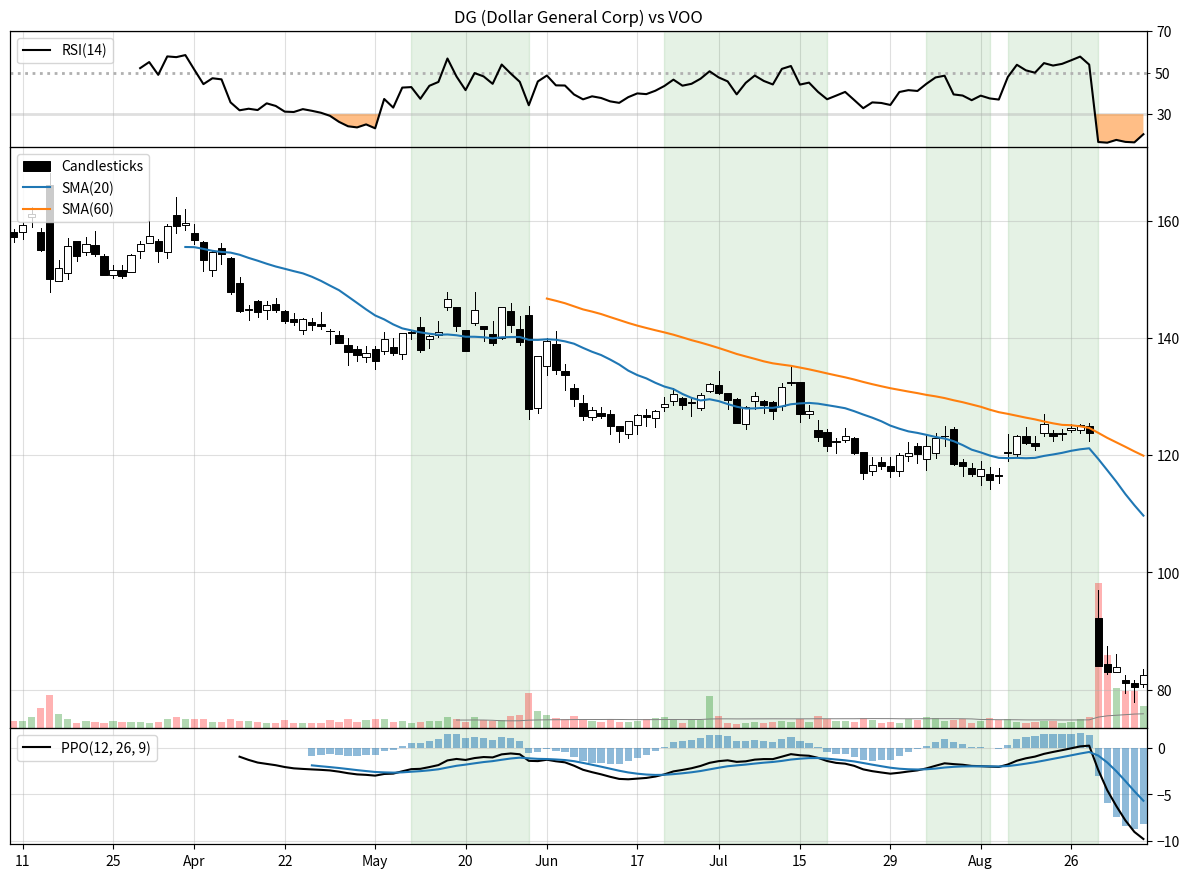 DG (Dollar General Corp) vs VOO
RSI(14)
70
50
30
Candlesticks
SMA(20)
SMA(60)
160
140
120
100
80
PPO(12, 26, 9)
0
−5
−10
11 25 Apr 22 May 20 Jun 17 Jul 15 29 Aug 26